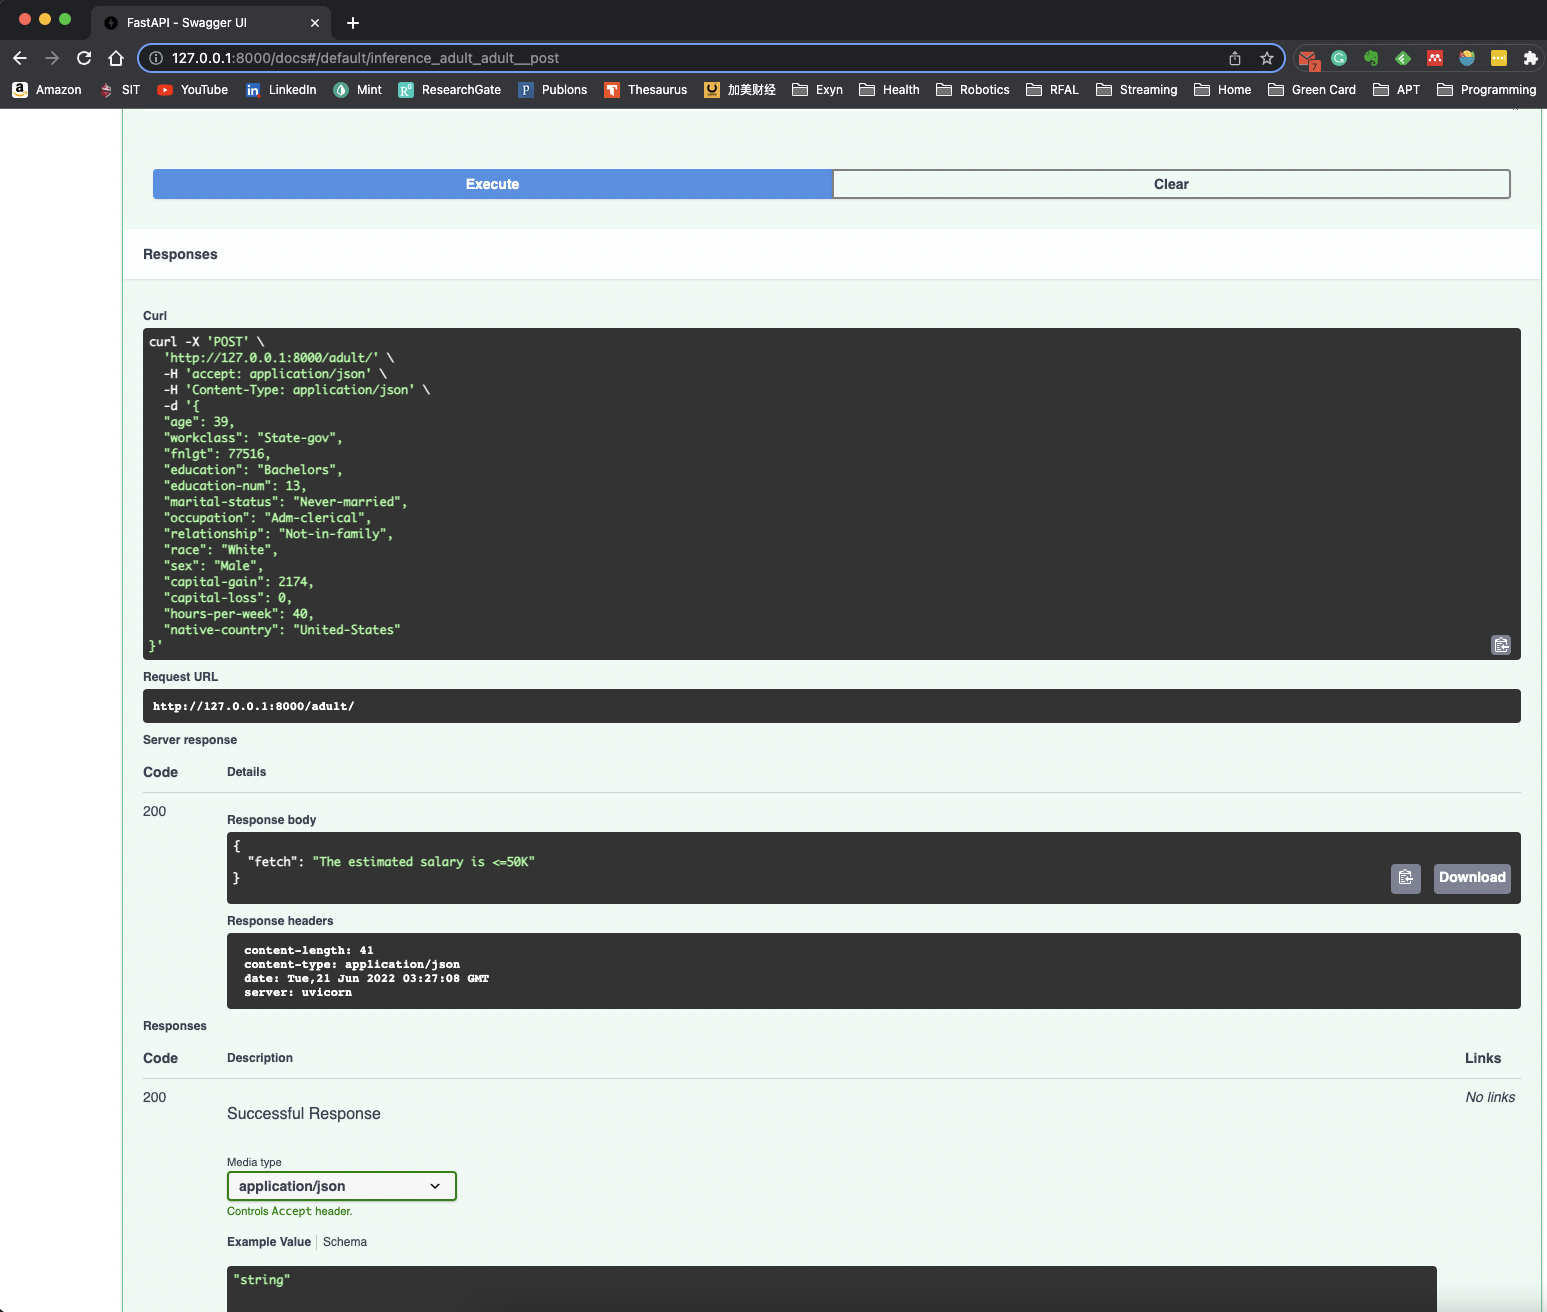 FastAPI - Swagger UI
127.0.0.1:8000/docs#/default/inference_adult_adult__post
7
Amazon SIT YouTube LinkedIn Mint ResearchGate Publons Thesaurus 加美财经 Exyn Health Robotics RFAL Streaming Home Green Card APT Programming
Execute Clear
Responses
Curl
curl -X 'POST' \
'http://127.0.0.1:8000/adult/' \
-H 'accept: application/json' \
-H 'Content-Type: application/json' \
-d '{
"age": 39,
"workclass": "State-gov",
"fnlgt": 77516,
"education": "Bachelors",
"education-num": 13,
"marital-status": "Never-married",
"occupation": "Adm-clerical",
"relationship": "Not-in-family",
"race": "White",
"sex": "Male",
"capital-gain": 2174,
"capital-loss": 0,
"hours-per-week": 40,
"native-country": "United-States"
}'
Request URL
http://127.0.0.1:8000/adult/
Server response
Code Details
200
Response body
{
"fetch": "The estimated salary is <=50K"
}
Download
Response headers
content-length: 41
content-type: application/json
date: Tue,21 Jun 2022 03:27:08 GMT
server: uvicorn
Responses
Code Description Links
200 No links
Successful Response
Media type
application/json
Controls Accept header.
Example Value Schema
"string"